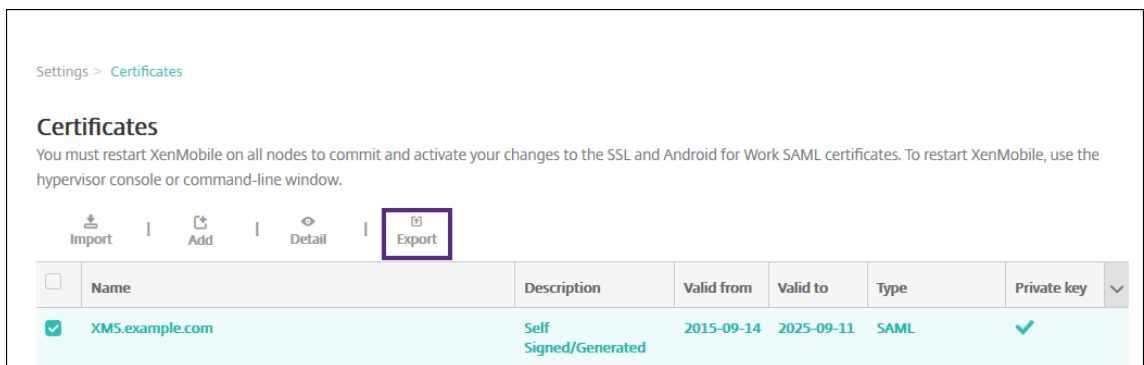 Settings > Certificates
Certificates
You must restart XenMobile on all nodes to commit and activate your changes to the SSL and Android for Work SAML certificates. To restart XenMobile, use the
hypervisor console or command-line window.
Import | Add | Detail | Export
Name Description Valid from Valid to Type Private key
XMS.example.com Self 2015-09-14 2025-09-11 SAML
Signed/Generated